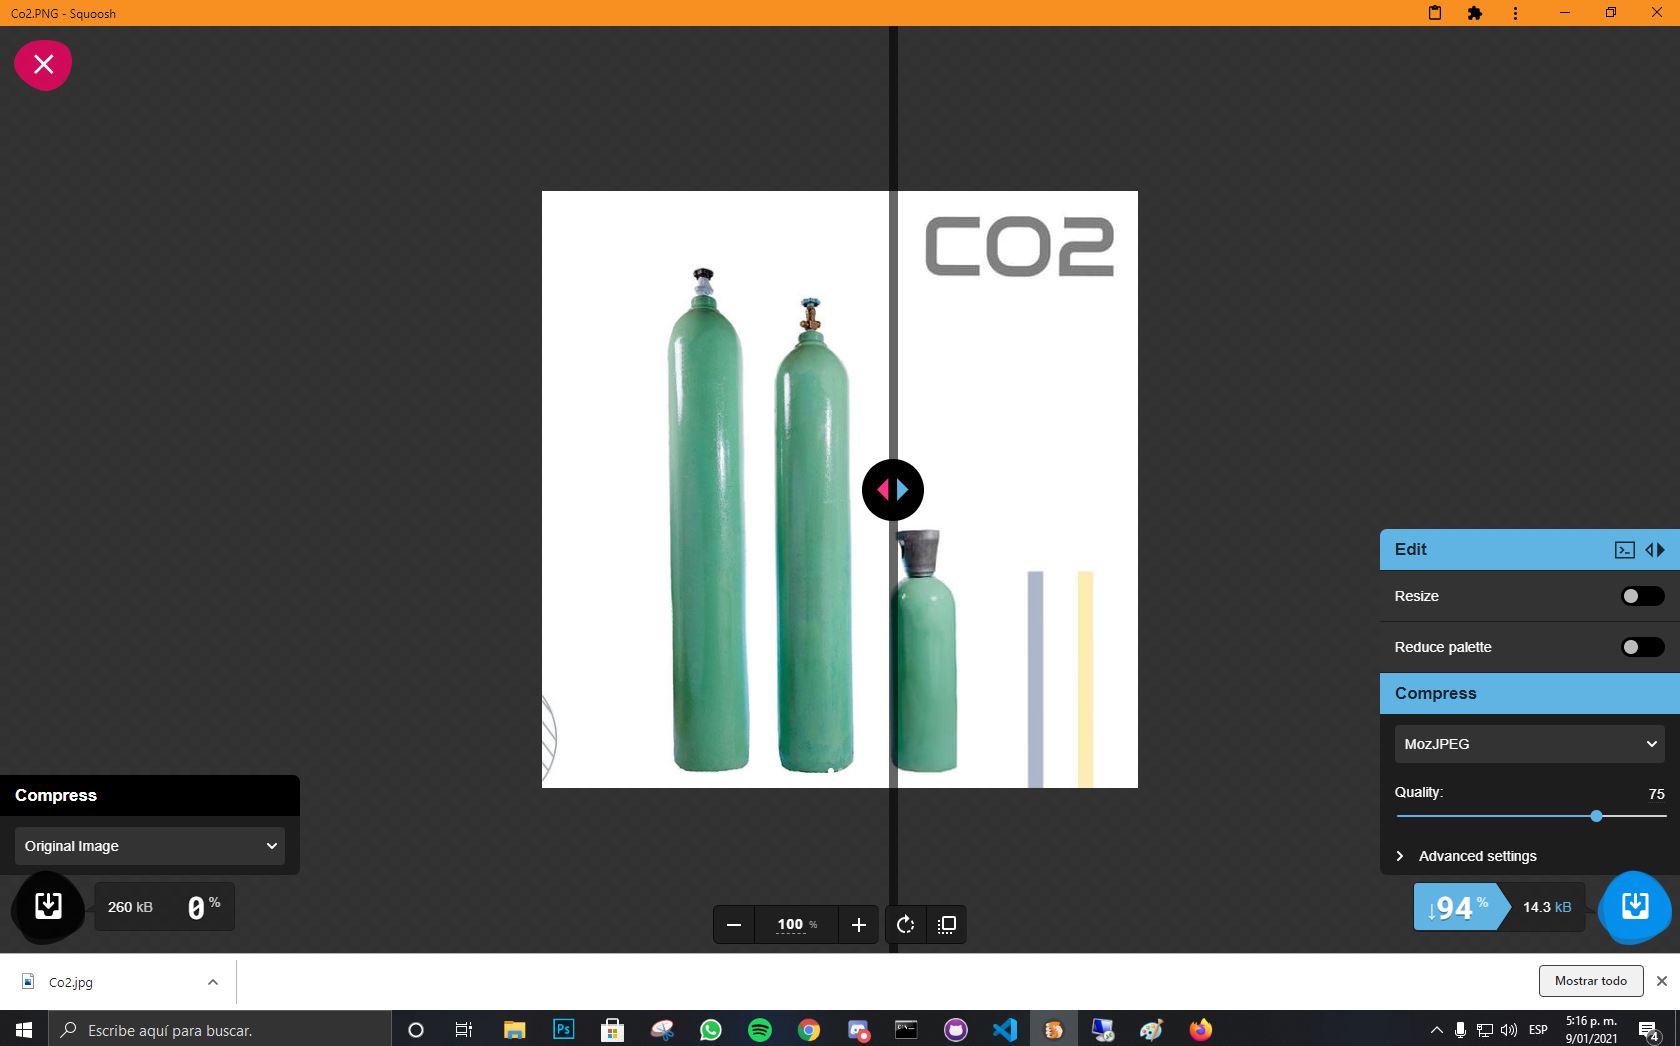 Co2.PNG - Squoosh
CO2
Edit
Resize
Reduce palette
Compress
MozJPEG
Quality:
75
Advanced settings
Compress
Original Image
260 kB
0 %
100 %
↓94 %
14.3 kB
Co2.jpg
Mostrar todo
Escribe aquí para buscar.
Ps
ESP
5:16 p. m.
9/01/2021
4